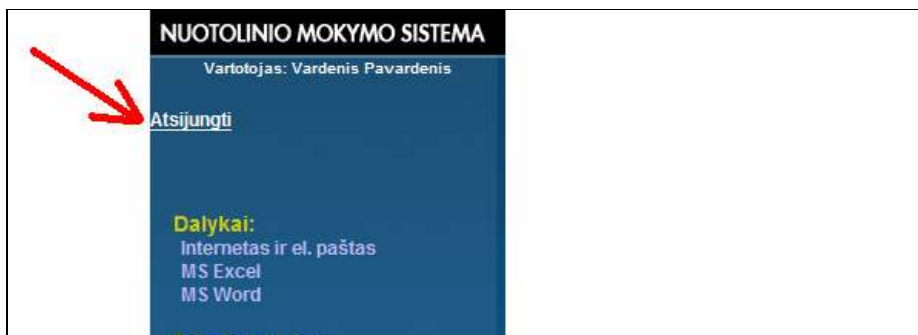 NUOTOLINIO MOKYMO SISTEMA
Vartotojas: Vardenis Pavardenis
Atsijungti
Dalykai:
Internetas ir el. paštas
MS Excel
MS Word